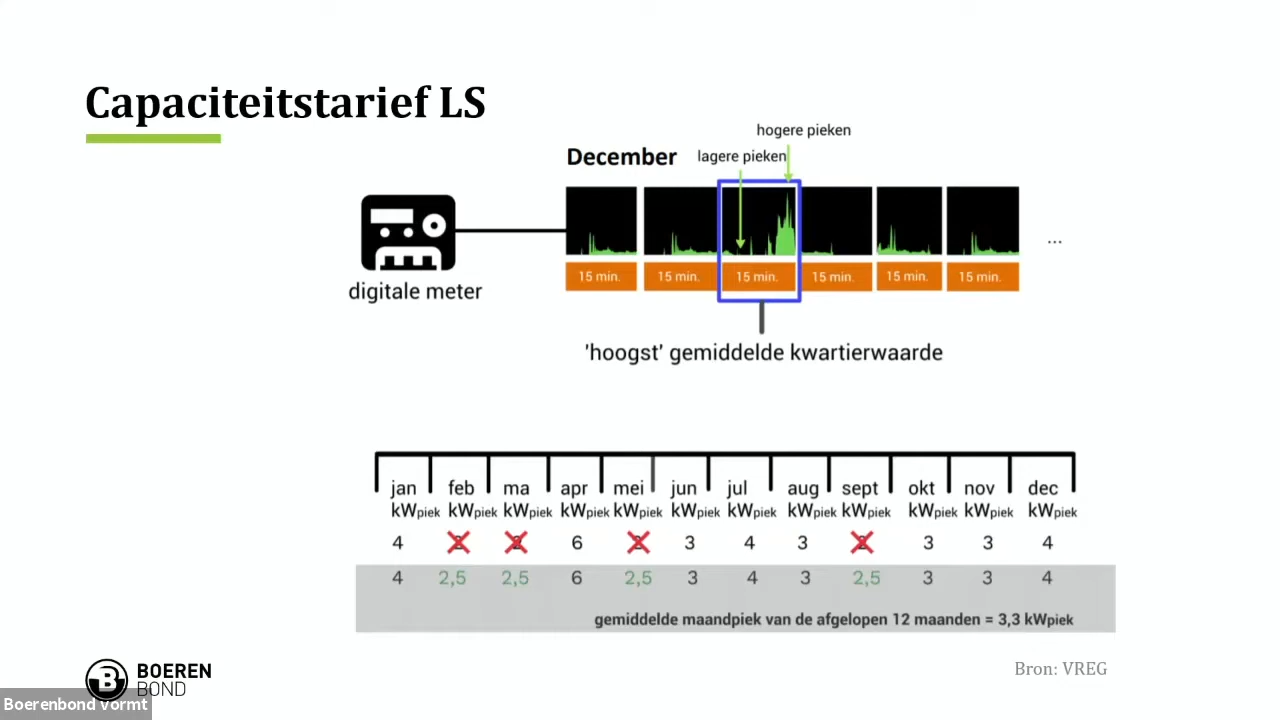 Capaciteitstarief LS
hogere pieken
December lagere pieken
...
15 min. 15 min. 15 min. 15 min. 15 min. 15 min.
digitale meter
'hoogst' gemiddelde kwartierwaarde
jan feb ma apr mei jun jul aug sept okt nov dec
kWpiek kWpiek kWpiek kWpiek kWpiek kWpiek kWpiek kWpiek kWpiek kWpiek kWpiek kWpiek
4 2 2 6 2 3 4 3 2 3 3 4
4 2,5 2,5 6 2,5 3 4 3 2,5 3 3 4
gemiddelde maandpiek van de afgelopen 12 maanden = 3,3 kWpiek
B BOEREN
BOND
Bron: VREG
Boerenbond Vormt